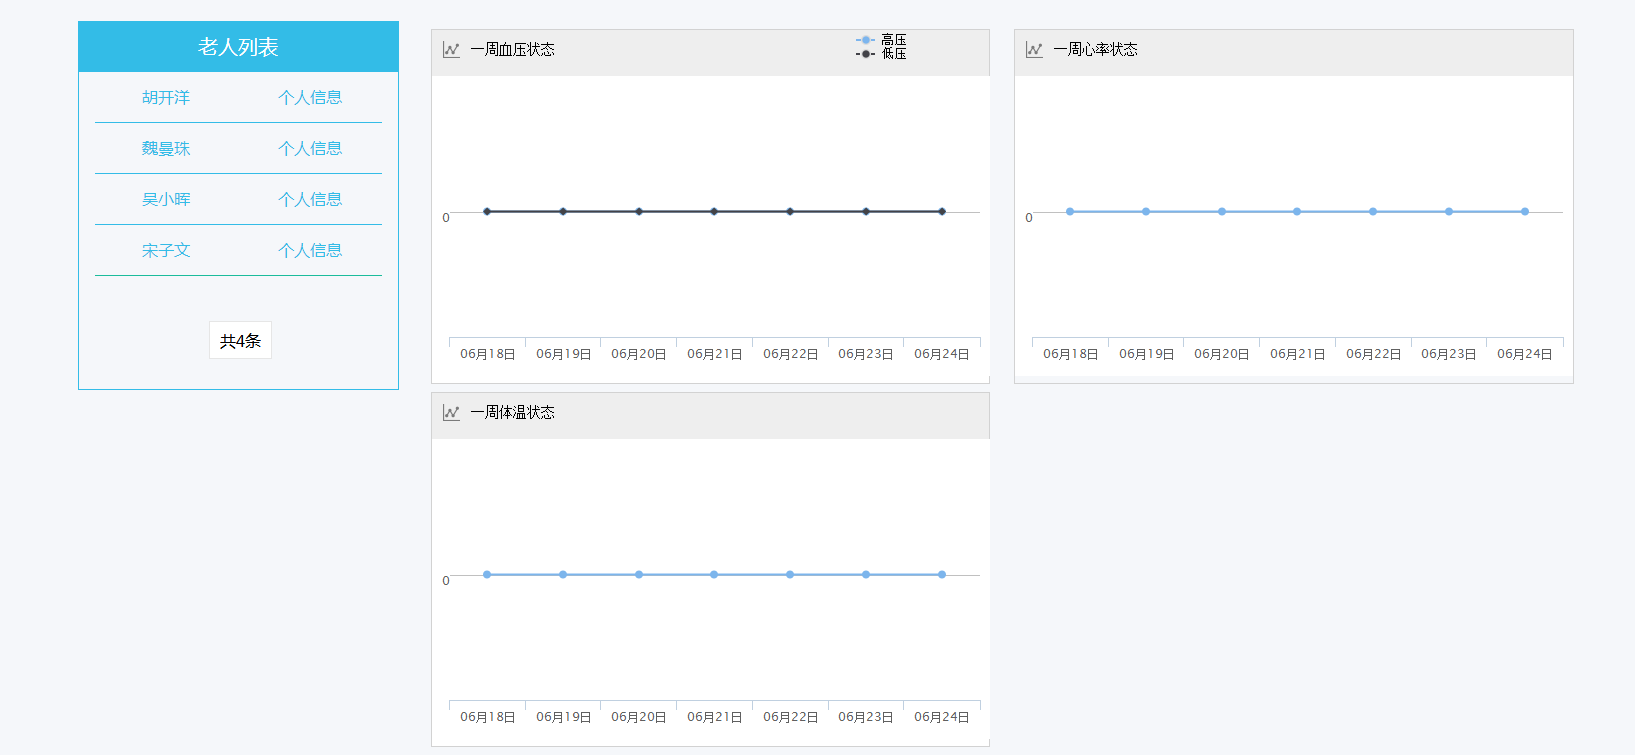 老人列表
胡开洋 个人信息
魏曼珠 个人信息
吴小晖 个人信息
宋子文 个人信息
共4条
一周血压状态
高压
低压
0
06月18日 06月19日 06月20日 06月21日 06月22日 06月23日 06月24日
一周心率状态
0
06月18日 06月19日 06月20日 06月21日 06月22日 06月23日 06月24日
一周体温状态
0
06月18日 06月19日 06月20日 06月21日 06月22日 06月23日 06月24日